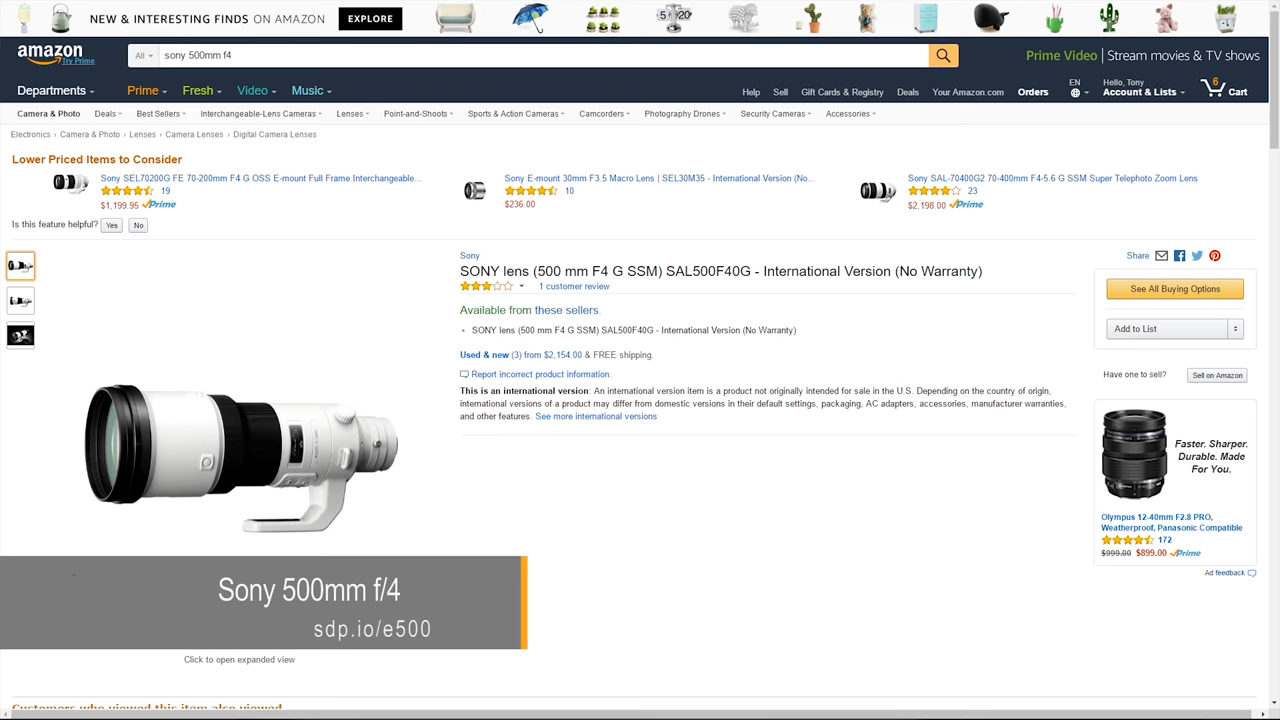 NEW & INTERESTING FINDS ON AMAZON EXPLORE
amazon
Try Prime
All
sony 500mm f4
Prime Video | Stream movies & TV shows
Departments Prime Fresh Video Music
Help Sell Gift Cards & Registry Deals Your Amazon.com Orders
EN
Hello, Tony
Account & Lists
6
Cart
Camera & Photo Deals Best Sellers Interchangeable-Lens Cameras Lenses Point-and-Shoots Sports & Action Cameras Camcorders Photography Drones Security Cameras Accessories
Electronics › Camera & Photo › Lenses › Camera Lenses › Digital Camera Lenses
Lower Priced Items to Consider
Sony SEL70200G FE 70-200mm F4 G OSS E-mount Full Frame Interchangeable...
19
$1,199.95 Prime
Sony E-mount 30mm F3.5 Macro Lens | SEL30M35 - International Version (No...
10
$236.00
Sony SAL-70400G2 70-400mm F4-5.6 G SSM Super Telephoto Zoom Lens
23
$2,198.00 Prime
Is this feature helpful? Yes No
Sony
SONY lens (500 mm F4 G SSM) SAL500F40G - International Version (No Warranty)
1 customer review
Available from these sellers.
SONY lens (500 mm F4 G SSM) SAL500F40G - International Version (No Warranty)
Used & new (3) from $2,154.00 & FREE shipping.
Report incorrect product information.
This is an international version: An international version item is a product not originally intended for sale in the U.S. Depending on the country of origin,
international versions of a product may differ from domestic versions in their default settings, packaging, AC adapters, accessories, manufacturer warranties,
and other features. See more international versions
Share
See All Buying Options
Add to List
Have one to sell? Sell on Amazon
Faster. Sharper.
Durable. Made
For You.
Olympus 12-40mm F2.8 PRO,
Weatherproof, Panasonic Compatible
172
$999.00 $899.00 Prime
Ad feedback
Sony 500mm f/4
sdp.io/e500
Click to open expanded view
Customers who viewed this item also viewed